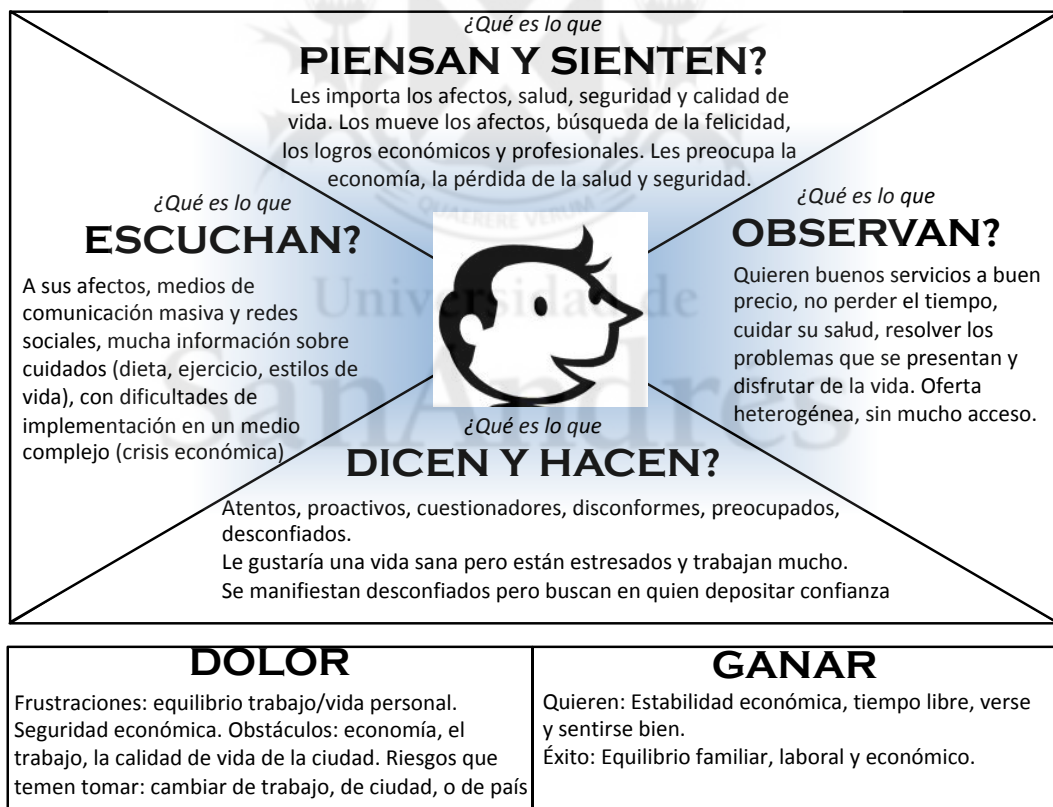 ¿Qué es lo que
PIENSAN Y SIENTEN?
Les importa los afectos, salud, seguridad y calidad de
vida. Los mueve los afectos, búsqueda de la felicidad,
los logros económicos y profesionales. Les preocupa la
economía, la pérdida de la salud y seguridad.
¿Qué es lo que
ESCUCHAN?
A sus afectos, medios de
comunicación masiva y redes
sociales, mucha información sobre
cuidados (dieta, ejercicio, estilos de
vida), con dificultades de
implementación en un medio
complejo (crisis económica)
¿Qué es lo que
OBSERVAN?
Quieren buenos servicios a buen
precio, no perder el tiempo,
cuidar su salud, resolver los
problemas que se presentan y
disfrutar de la vida. Oferta
heterogénea, sin mucho acceso.
QUAERERE VERUM
Universidad de
SanAndrés
¿Qué es lo que
DICEN Y HACEN?
Atentos, proactivos, cuestionadores, disconformes, preocupados,
desconfiados.
Le gustaría una vida sana pero están estresados y trabajan mucho.
Se manifiestan desconfiados pero buscan en quien depositar confianza
DOLOR
Frustraciones: equilibrio trabajo/vida personal.
Seguridad económica. Obstáculos: economía, el
trabajo, la calidad de vida de la ciudad. Riesgos que
temen tomar: cambiar de trabajo, de ciudad, o de país
GANAR
Quieren: Estabilidad económica, tiempo libre, verse
y sentirse bien.
Éxito: Equilibrio familiar, laboral y económico.